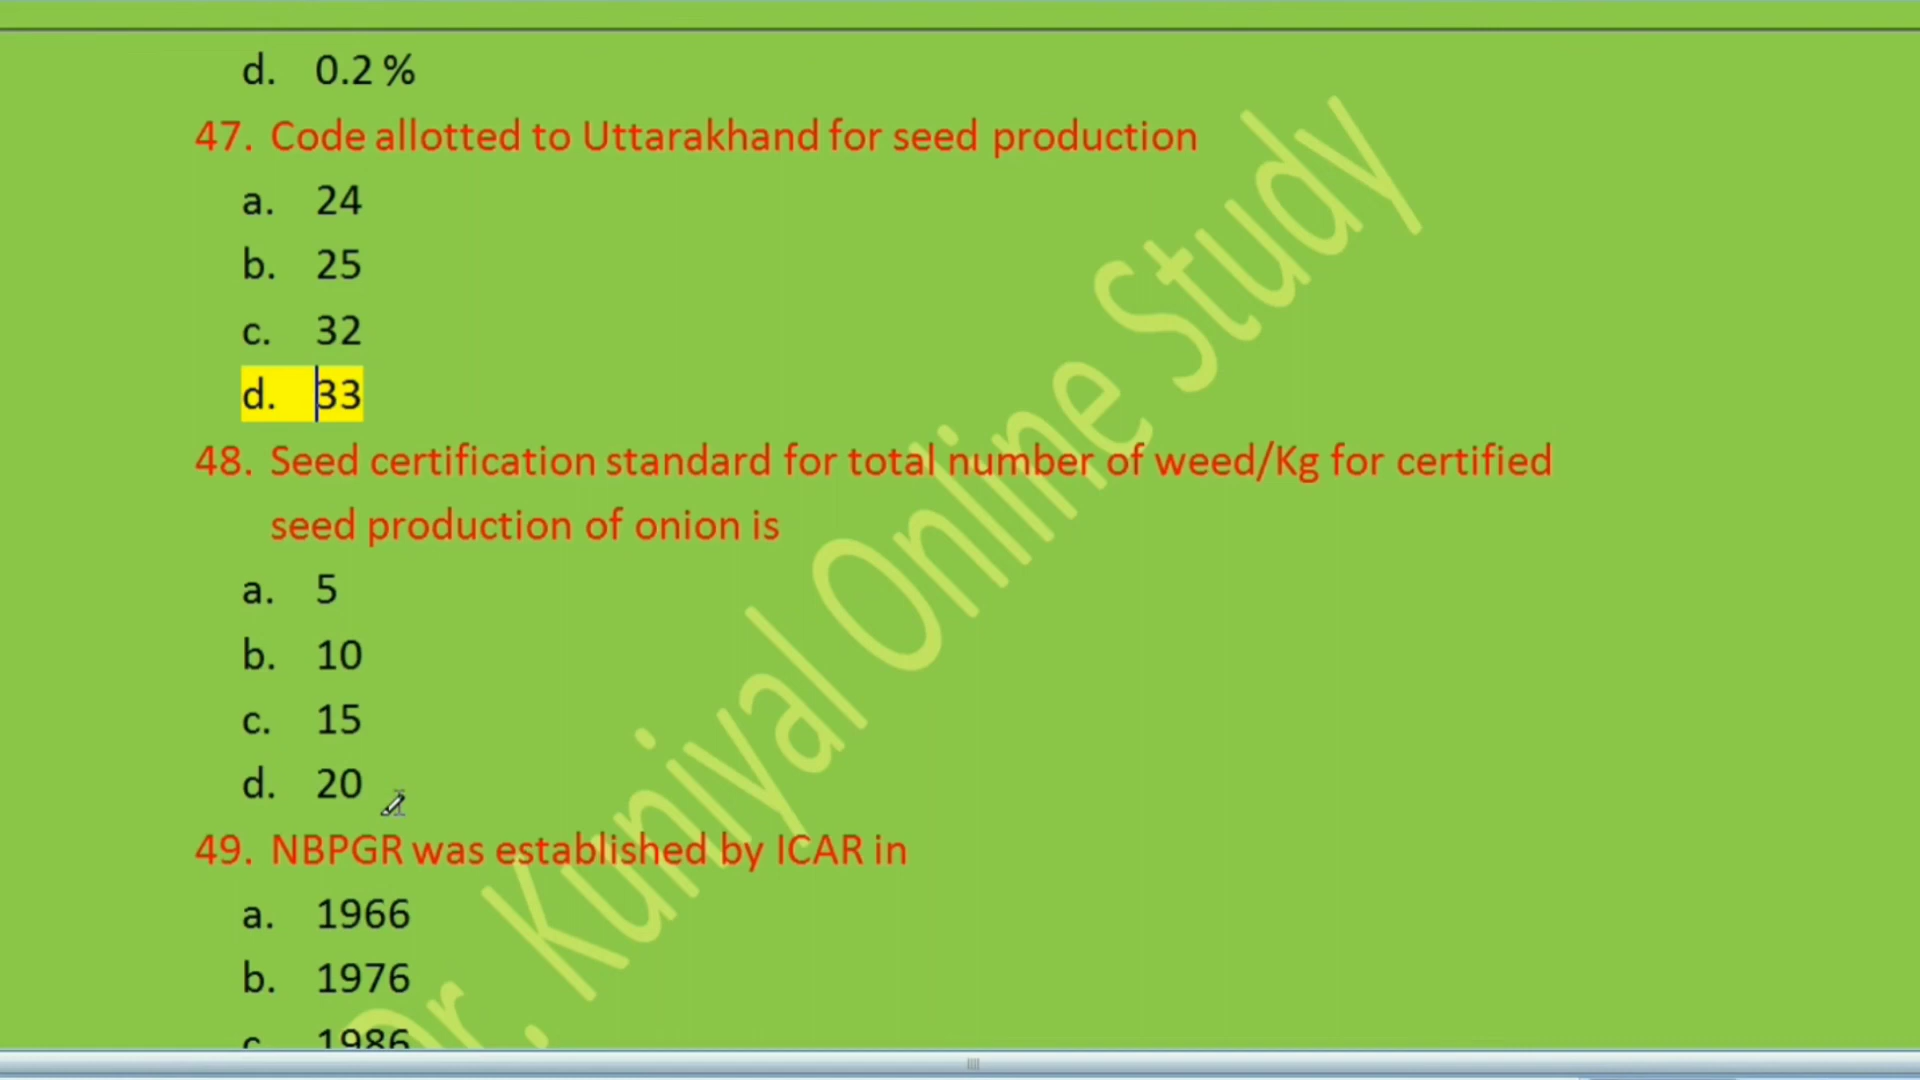 d. 0.2 %
47. Code allotted to Uttarakhand for seed production
a. 24
b. 25
c. 32
d. 33
48. Seed certification standard for total number of weed/Kg for certified
seed production of onion is
a. 5
b. 10
c. 15
d. 20
49. NBPGR was established by ICAR in
a. 1966
b. 1976
c. 1986
Dr. Kuniyal Online Study